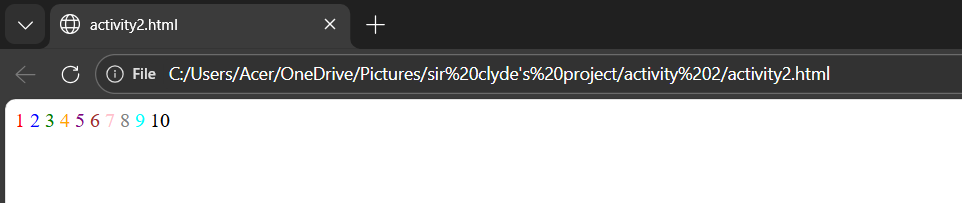 activity2.html
File C:/Users/Acer/OneDrive/Pictures/sir%20clyde's%20project/activity%202/activity2.html
1 2 3 4 5 6 7 8 9 10